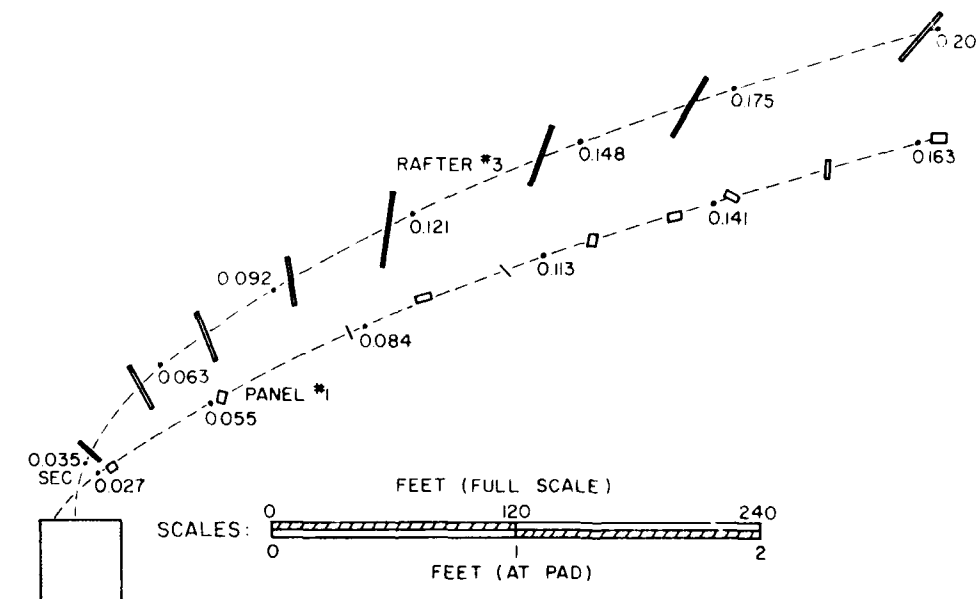 0.20
0.175
0.148
RAFTER #3
0.163
0.121
0.141
0.092
0.113
0.084
0.063
PANEL #1
0.055
0.035
SEC
0.027
FEET (FULL SCALE)
0 120 240
SCALES:
0 1 2
FEET (AT PAD)